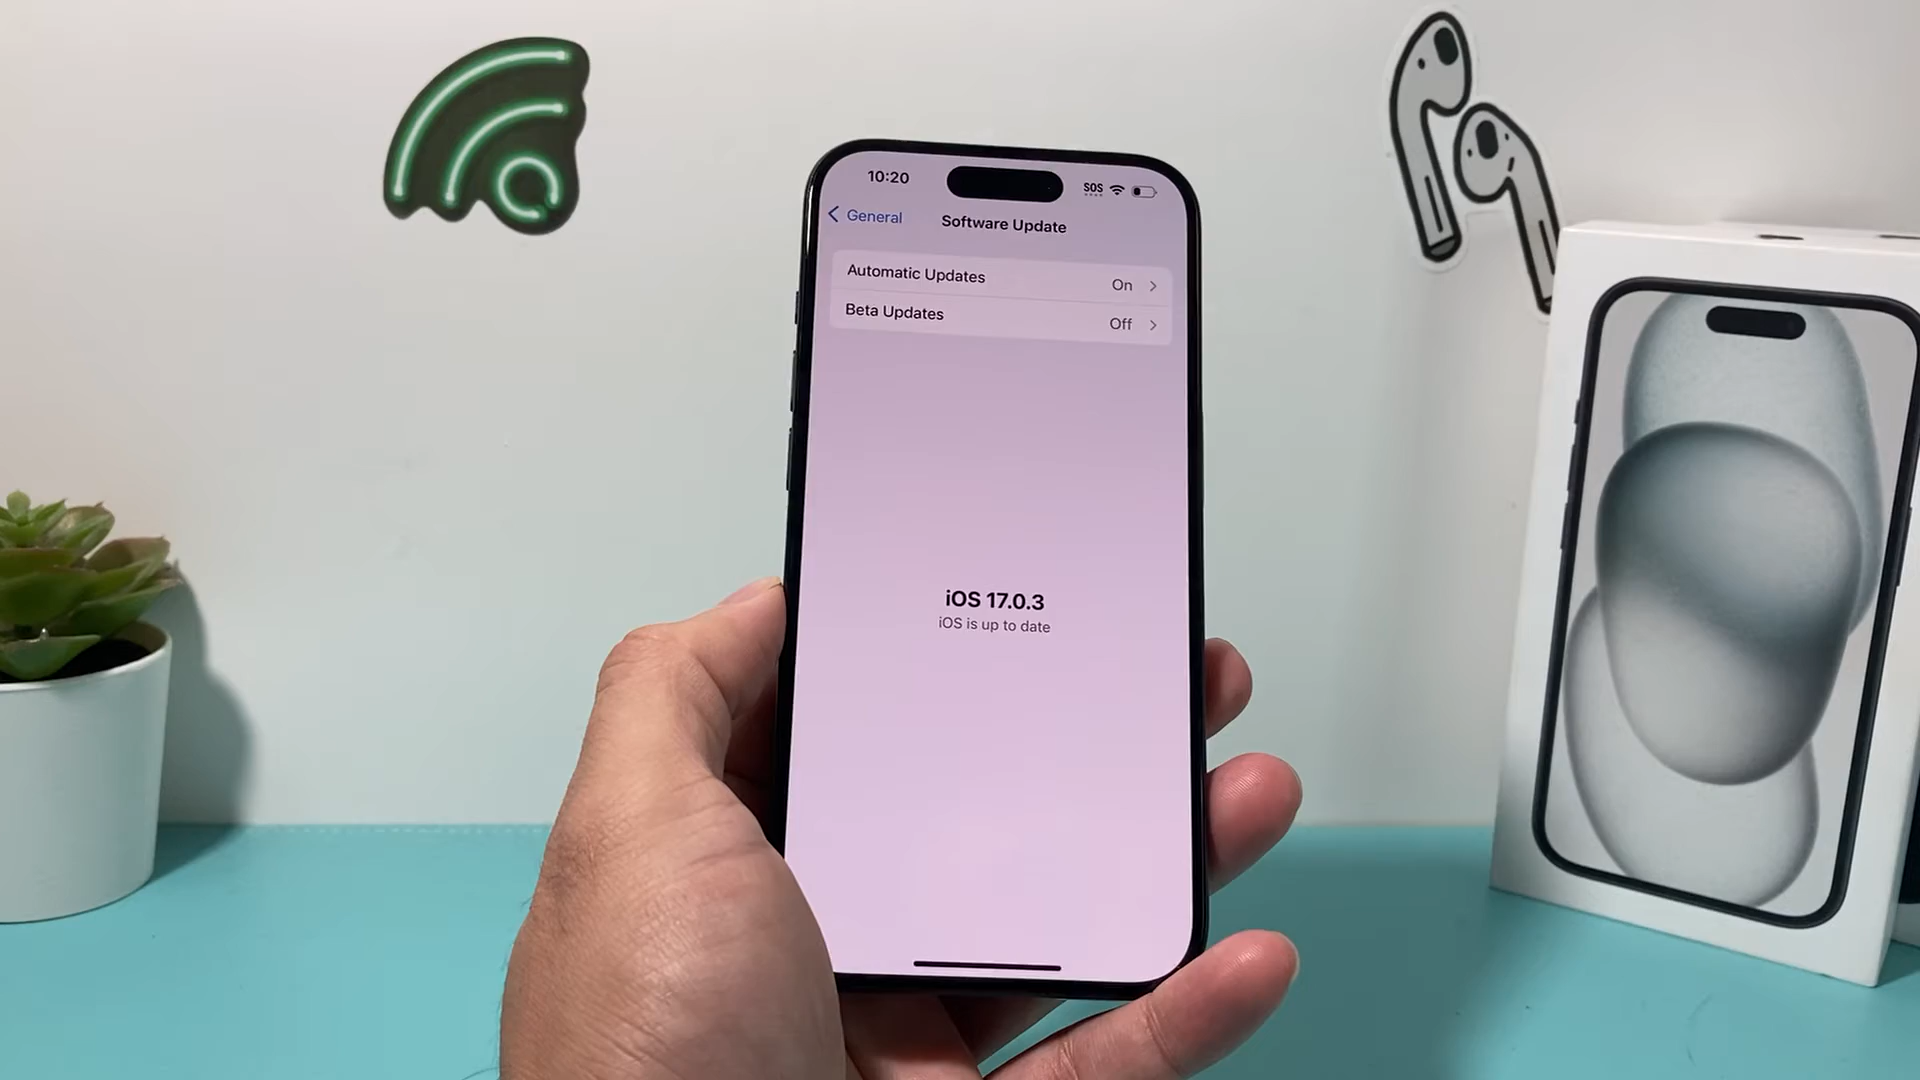 10:20
SOS
General
Software Update
Automatic Updates On
Beta Updates Off
iOS 17.0.3
iOS is up to date